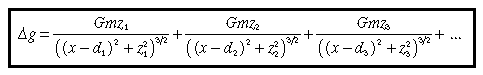 Δg = Gmz₁ / ((x − d₁)² + z₁²)^{3/2} + Gmz₂ / ((x − d₂)² + z₂²)^{3/2} + Gmz₃ / ((x − d₃)² + z₃²)^{3/2} + ...